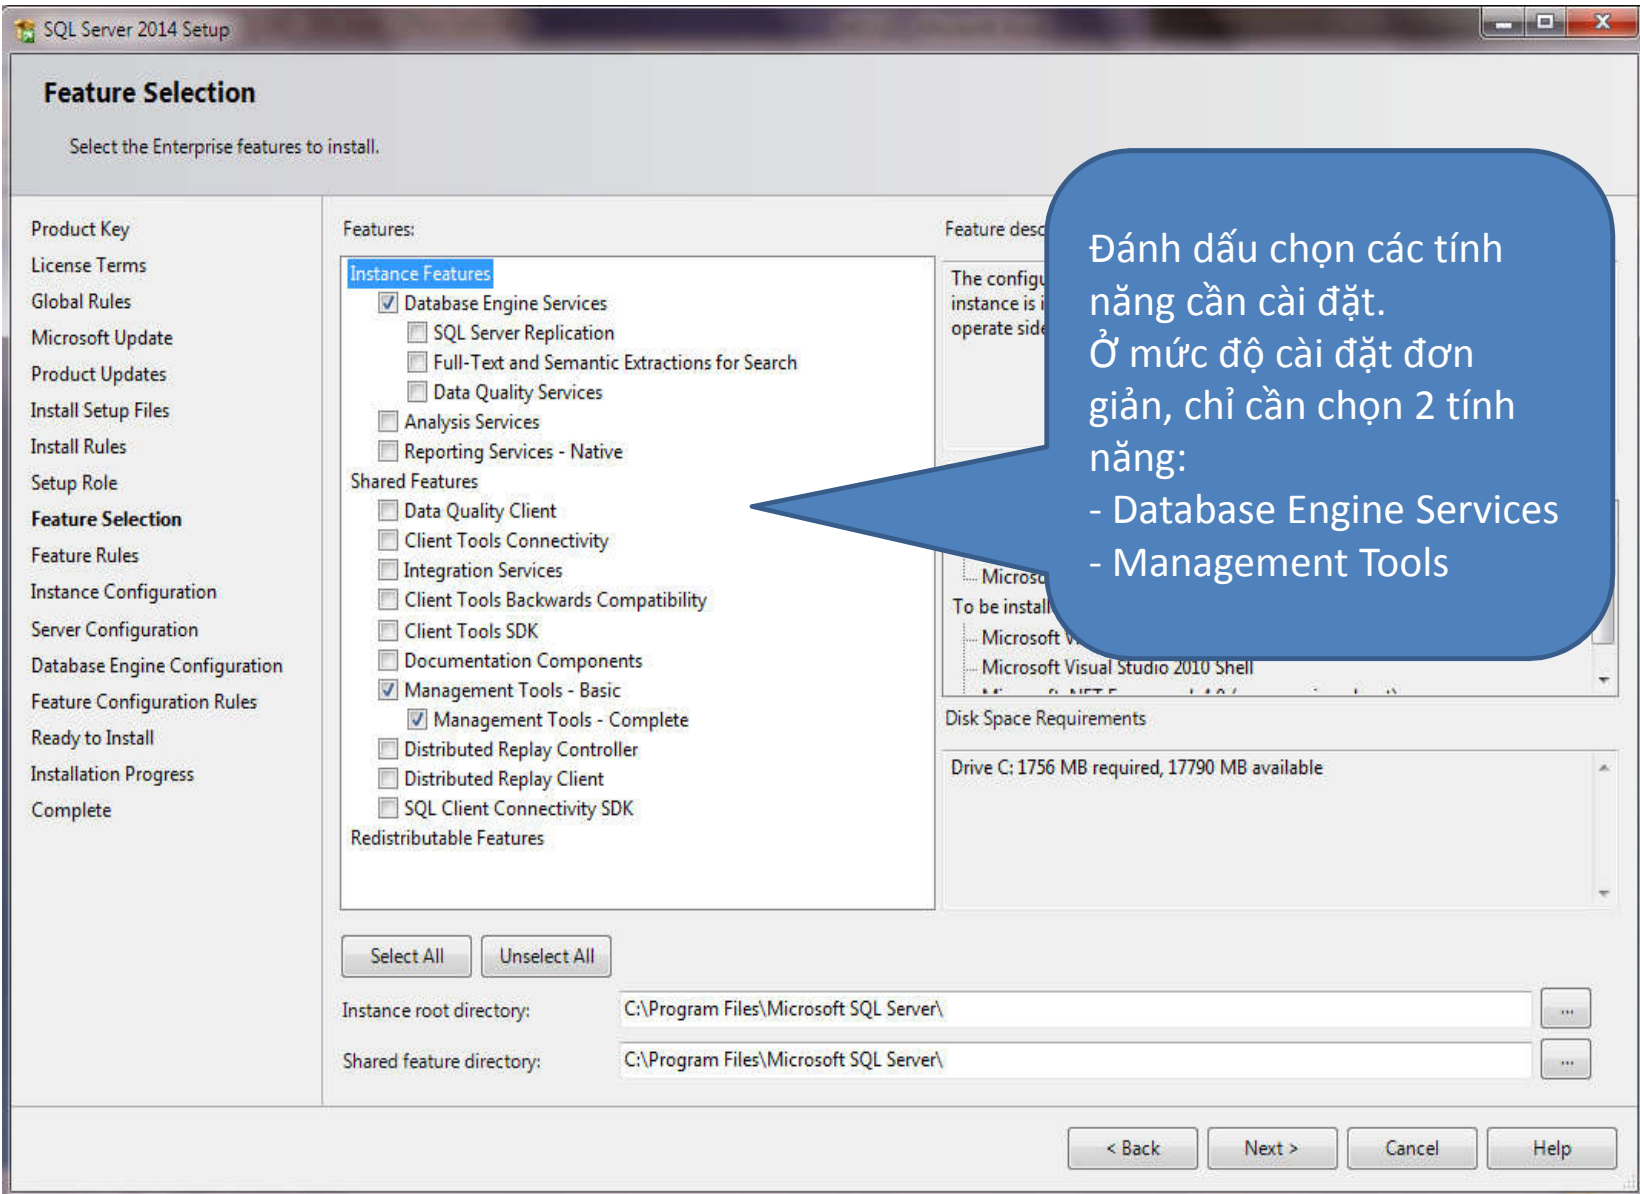 SQL Server 2014 Setup
Feature Selection
Select the Enterprise features to install.
Product Key
License Terms
Global Rules
Microsoft Update
Product Updates
Install Setup Files
Install Rules
Setup Role
Feature Selection
Feature Rules
Instance Configuration
Server Configuration
Database Engine Configuration
Feature Configuration Rules
Ready to Install
Installation Progress
Complete
Features:
Instance Features
Database Engine Services
SQL Server Replication
Full-Text and Semantic Extractions for Search
Data Quality Services
Analysis Services
Reporting Services - Native
Shared Features
Data Quality Client
Client Tools Connectivity
Integration Services
Client Tools Backwards Compatibility
Client Tools SDK
Documentation Components
Management Tools - Basic
Management Tools - Complete
Distributed Replay Controller
Distributed Replay Client
SQL Client Connectivity SDK
Redistributable Features
Feature
The
instance is
operate
Đánh dấu chọn các tính
năng cần cài đặt.
Ở mức độ cài đặt đơn
giản, chỉ cần chọn 2 tính
năng:
- Database Engine Services
- Management Tools
To be
Microsoft
Microsoft Visual Studio 2010 Shell
Disk Space Requirements
Drive C: 1756 MB required, 17790 MB available
Select All
Unselect All
Instance root directory:
C:\Program Files\Microsoft SQL Server\
...
Shared feature directory:
C:\Program Files\Microsoft SQL Server\
...
< Back
Next >
Cancel
Help